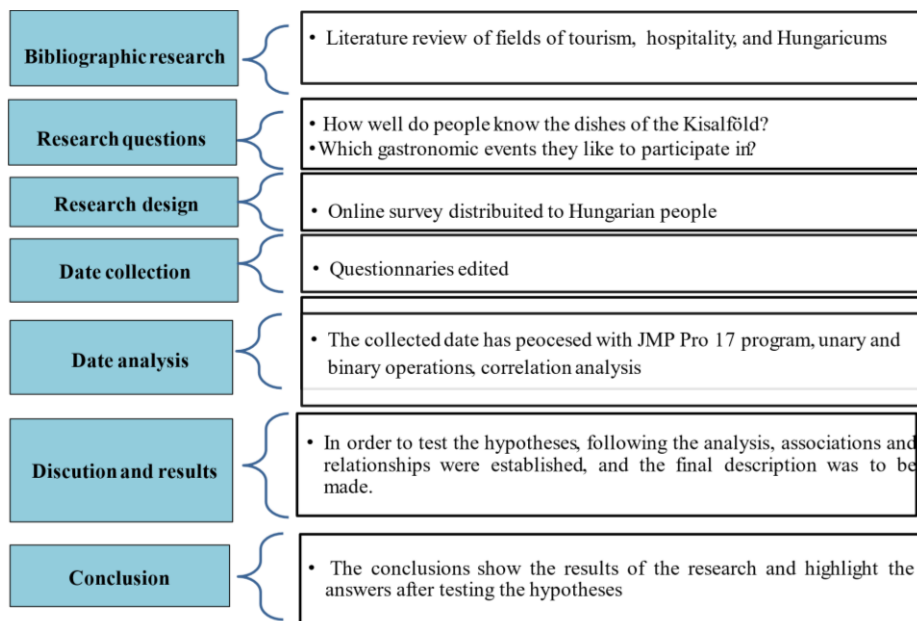 Bibliographic research
• Literature review of fields of tourism, hospitality, and Hungaricums
Research questions
• How well do people know the dishes of the Kisalföld?
• Which gastronomic events they like to participate in?
Research design
• Online survey distribuited to Hungarian people
Date collection
• Questionnaries edited
Date analysis
• The collected date has peocesed with JMP Pro 17 program, unary and
binary operations, correlation analysis
Discution and results
• In order to test the hypotheses, following the analysis, associations and
relationships were established, and the final description was to be
made.
Conclusion
• The conclusions show the results of the research and highlight the
answers after testing the hypotheses